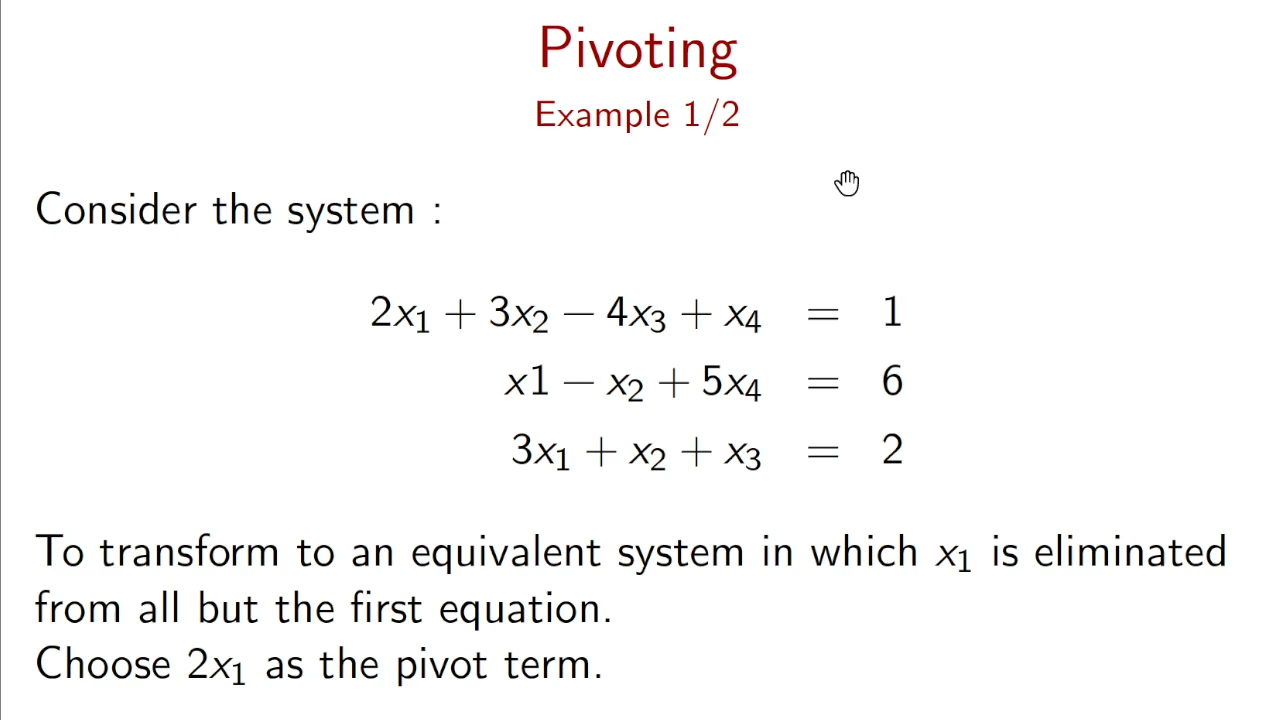 Pivoting
Example 1/2
Consider the system :
2x₁ + 3x₂ − 4x₃ + x₄ = 1
x1 − x₂ + 5x₄ = 6
3x₁ + x₂ + x₃ = 2
To transform to an equivalent system in which x₁ is eliminated
from all but the first equation.
Choose 2x₁ as the pivot term.